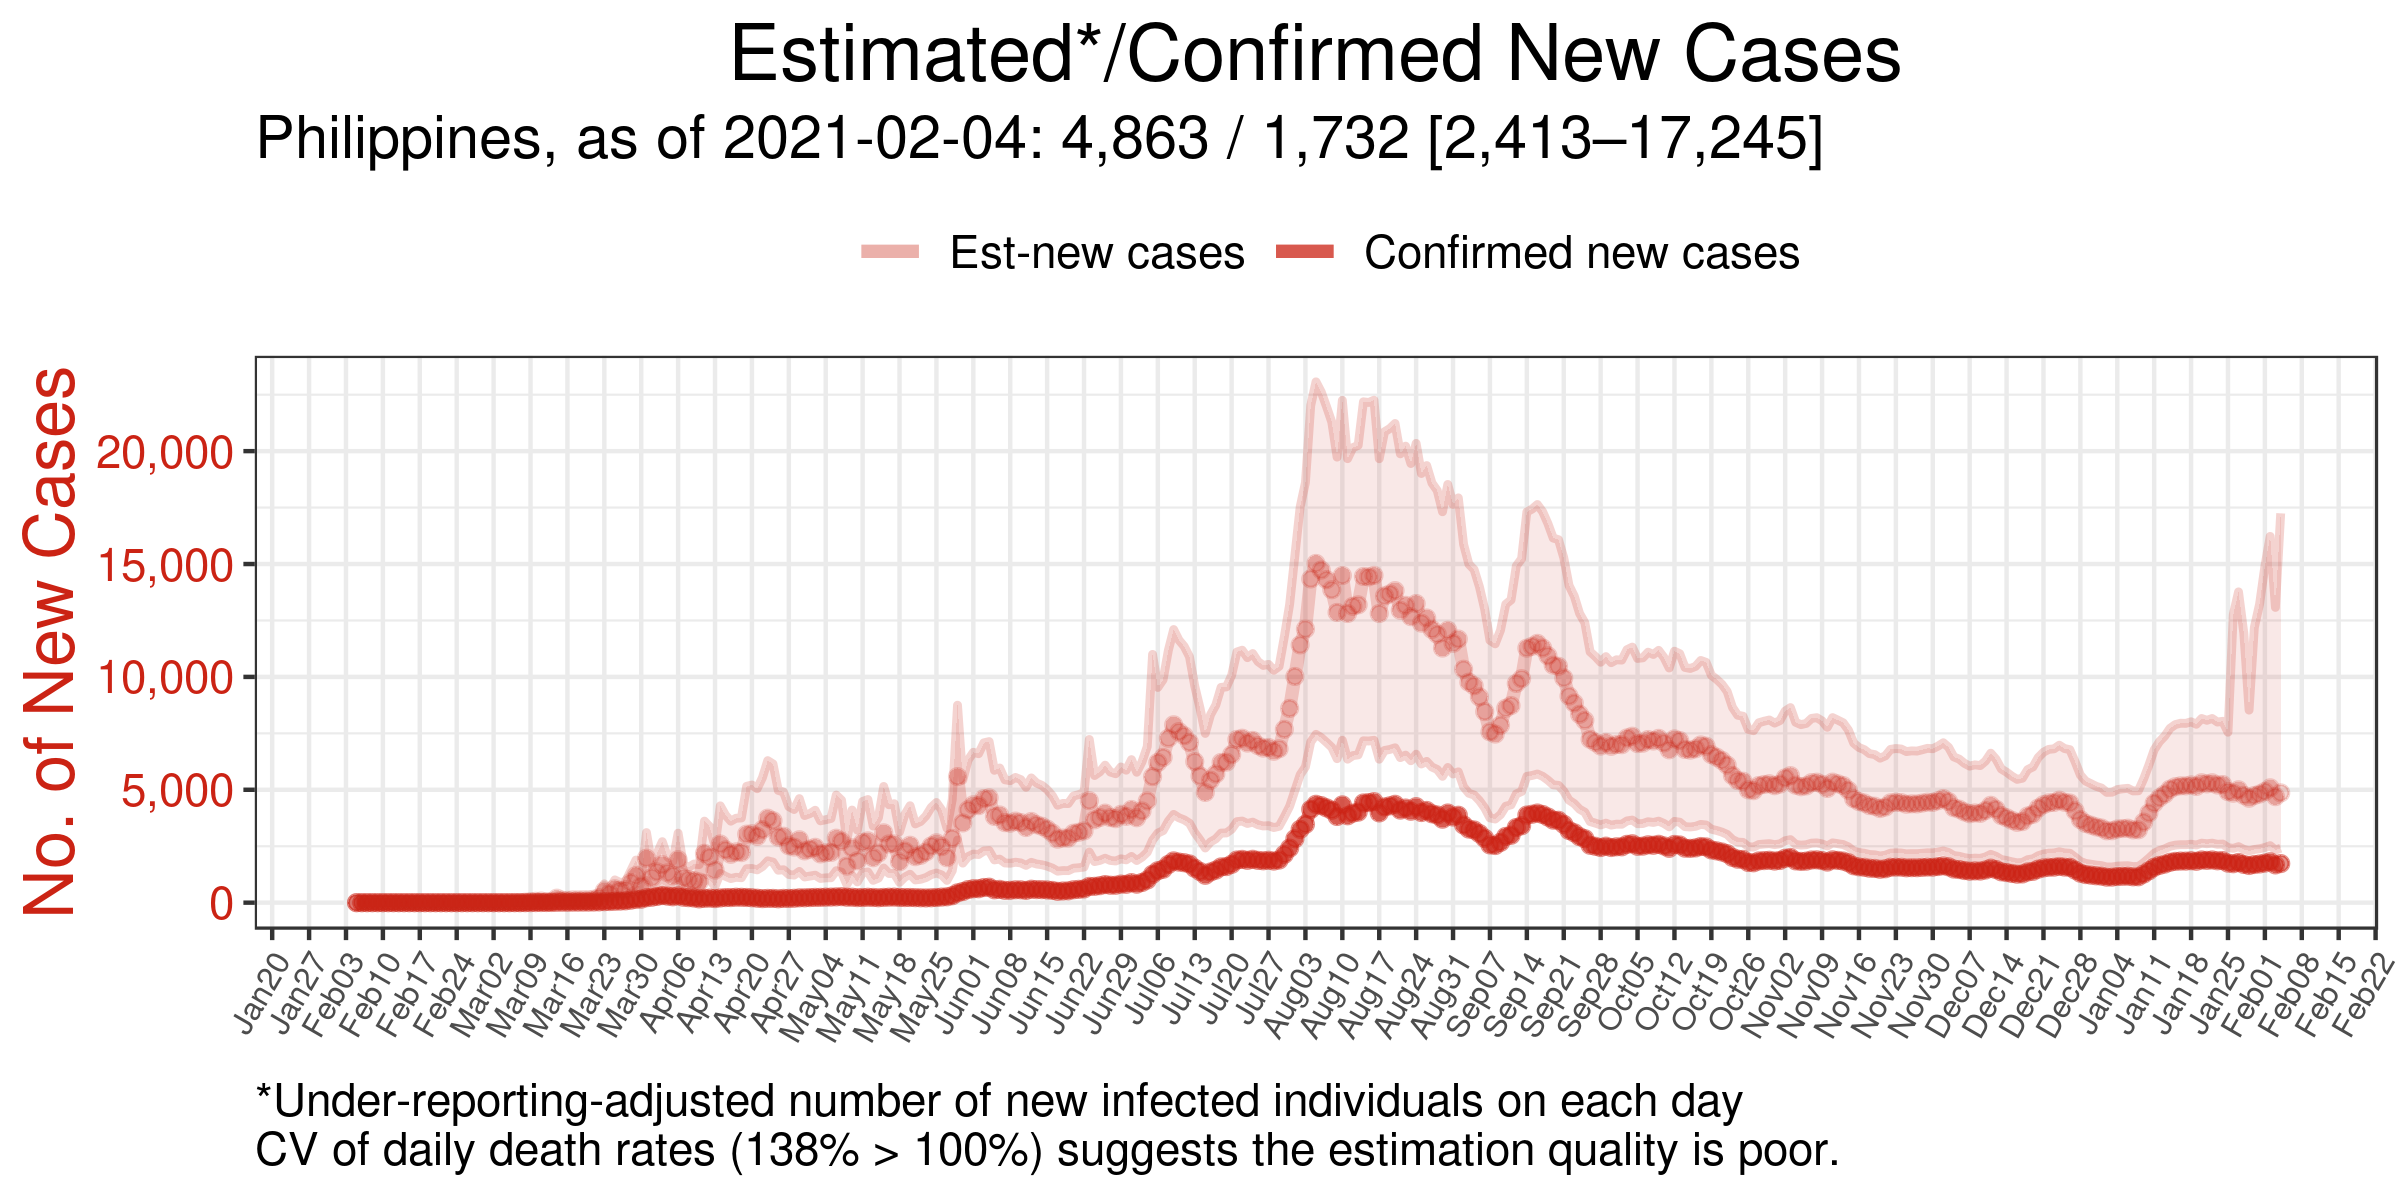 Estimated*/Confirmed New Cases
Philippines, as of 2021-02-04: 4,863 / 1,732 [2,413–17,245]
Est-new cases
Confirmed new cases
No. of New Cases
20,000
15,000
10,000
5,000
0
Jan20
Jan27
Feb03
Feb10
Feb17
Feb24
Mar02
Mar09
Mar16
Mar23
Mar30
Apr06
Apr13
Apr20
Apr27
May04
May11
May18
May25
Jun01
Jun08
Jun15
Jun22
Jun29
Jul06
Jul13
Jul20
Jul27
Aug03
Aug10
Aug17
Aug24
Aug31
Sep07
Sep14
Sep21
Sep28
Oct05
Oct12
Oct19
Oct26
Nov02
Nov09
Nov16
Nov23
Nov30
Dec07
Dec14
Dec21
Dec28
Jan04
Jan11
Jan18
Jan25
Feb01
Feb08
Feb15
Feb22
*Under-reporting-adjusted number of new infected individuals on each day
CV of daily death rates (138% > 100%) suggests the estimation quality is poor.